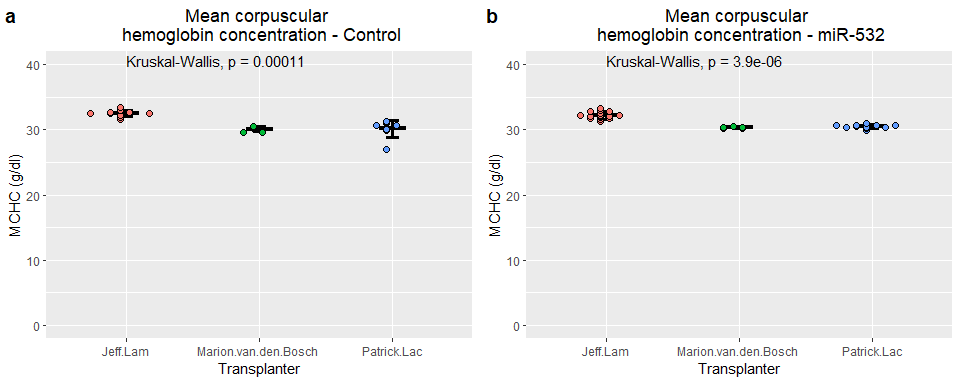 a
Mean corpuscular
hemoglobin concentration - Control
Kruskal-Wallis, p = 0.00011
40
30
20
10
0
MCHC (g/dl)
Jeff.Lam
Marion.van.den.Bosch
Patrick.Lac
Transplanter
b
Mean corpuscular
hemoglobin concentration - miR-532
Kruskal-Wallis, p = 3.9e-06
40
30
20
10
0
MCHC (g/dl)
Jeff.Lam
Marion.van.den.Bosch
Patrick.Lac
Transplanter